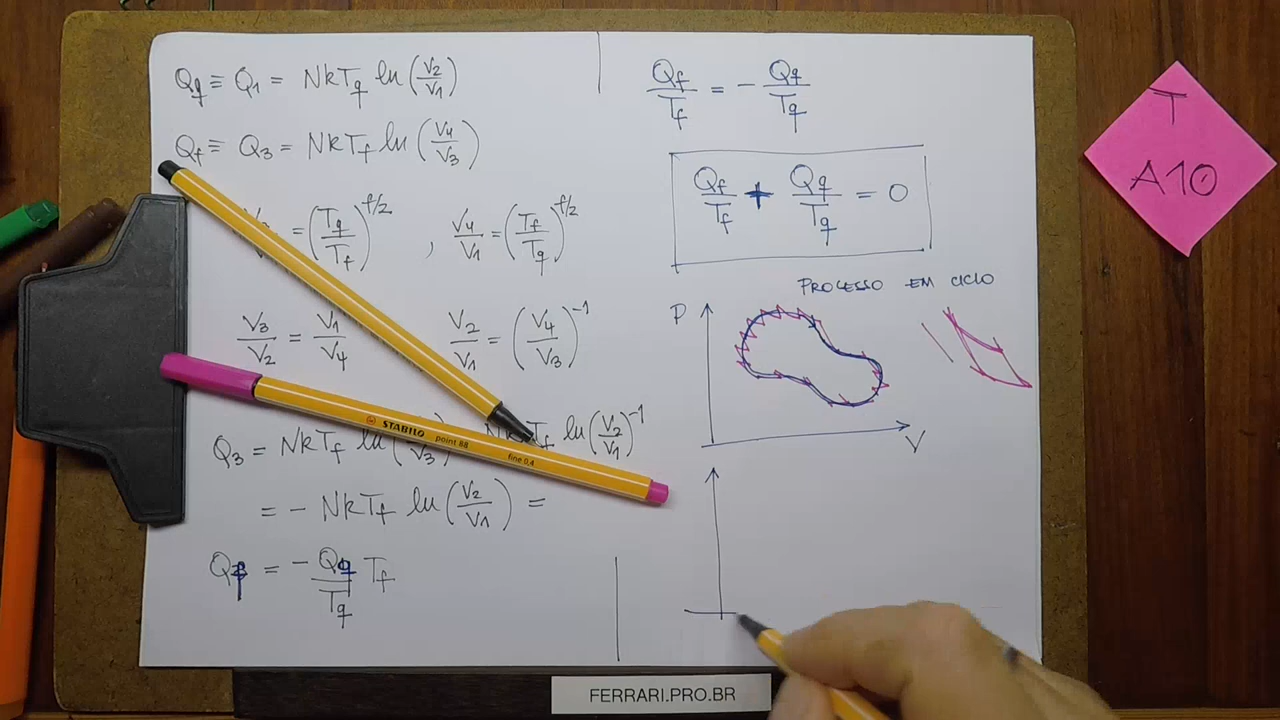 Qq ≡ Q1 = NkTq ln(V2/V1)
Qf ≡ Q3 = NkTf ln(V4/V3)
= (Tq/Tf)^f/2 , V4/V1 = (Tf/Tq)^f/2
V3/V2 = V1/V4 V2/V1 = (V4/V3)^-1
Q3 = NkTf ln( V3) NkTf ln(V2/V1)^-1
= - NkTf ln(V2/V1) =
Qf = - Qq/Tq Tf
Qf/Tf = - Qq/Tq
Qf/Tf + Qq/Tq = 0
PROCESSO EM CICLO
P
V
STABILO point 88
fine 0,4
FERRARI.PRO.BR
T
A10